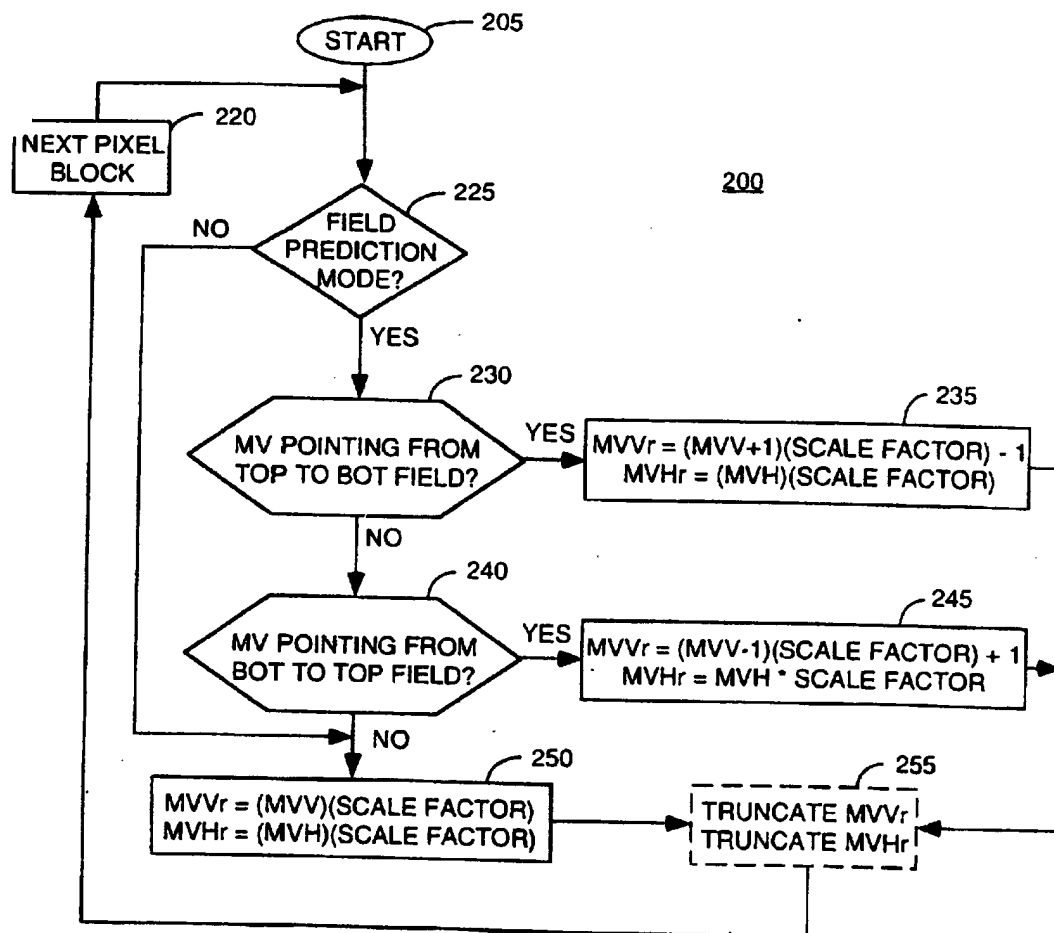 205
START
220
NEXT PIXEL
BLOCK
200
225
FIELD
PREDICTION
MODE?
NO
YES
230
MV POINTING FROM
TOP TO BOT FIELD?
YES
235
MVVr = (MVV+1)(SCALE FACTOR) - 1
MVHr = (MVH)(SCALE FACTOR)
NO
240
MV POINTING FROM
BOT TO TOP FIELD?
YES
245
MVVr = (MVV-1)(SCALE FACTOR) + 1
MVHr = MVH * SCALE FACTOR
NO
250
MVVr = (MVV)(SCALE FACTOR)
MVHr = (MVH)(SCALE FACTOR)
255
TRUNCATE MVVr
TRUNCATE MVHr